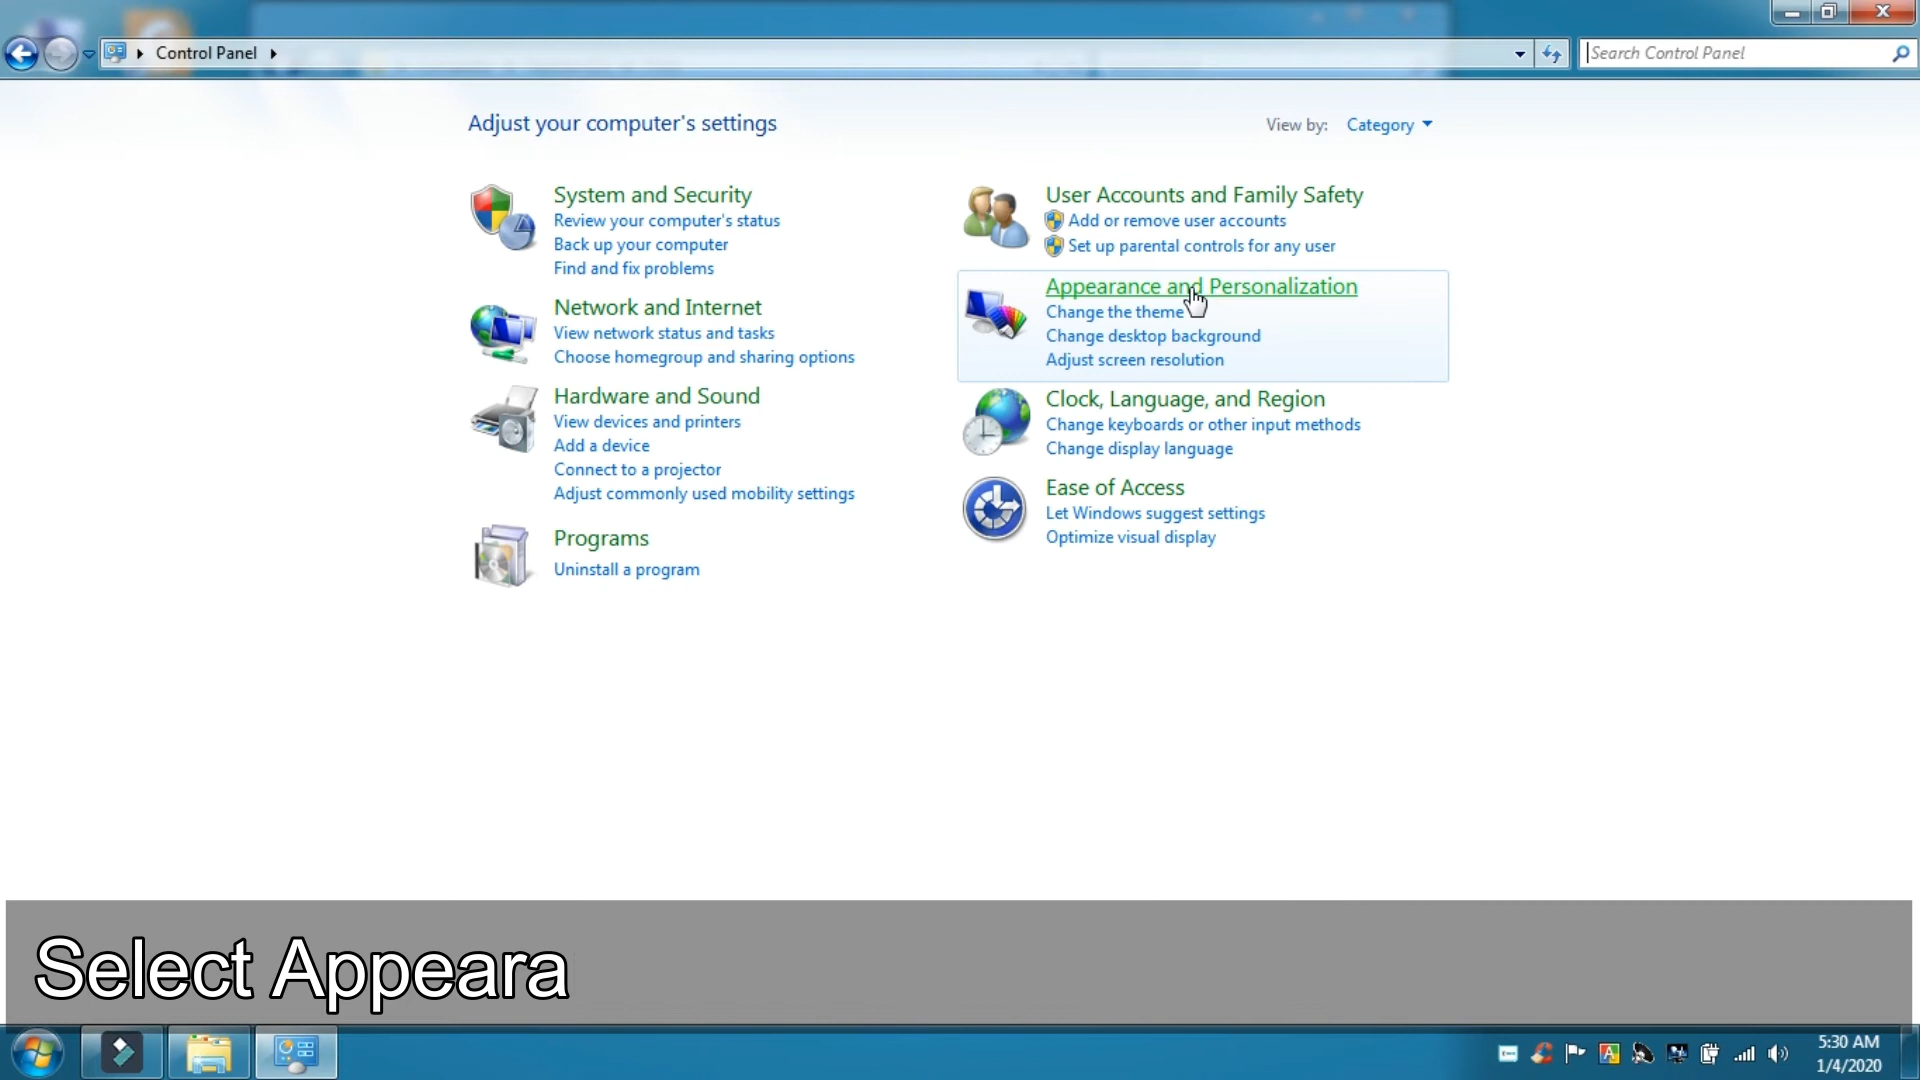 Control Panel
Search Control Panel
Adjust your computer's settings
View by: Category
System and Security
Review your computer's status
Back up your computer
Find and fix problems
Network and Internet
View network status and tasks
Choose homegroup and sharing options
Hardware and Sound
View devices and printers
Add a device
Connect to a projector
Adjust commonly used mobility settings
Programs
Uninstall a program
User Accounts and Family Safety
Add or remove user accounts
Set up parental controls for any user
Appearance and Personalization
Change the theme
Change desktop background
Adjust screen resolution
Clock, Language, and Region
Change keyboards or other input methods
Change display language
Ease of Access
Let Windows suggest settings
Optimize visual display
Select Appeara
5:30 AM
1/4/2020